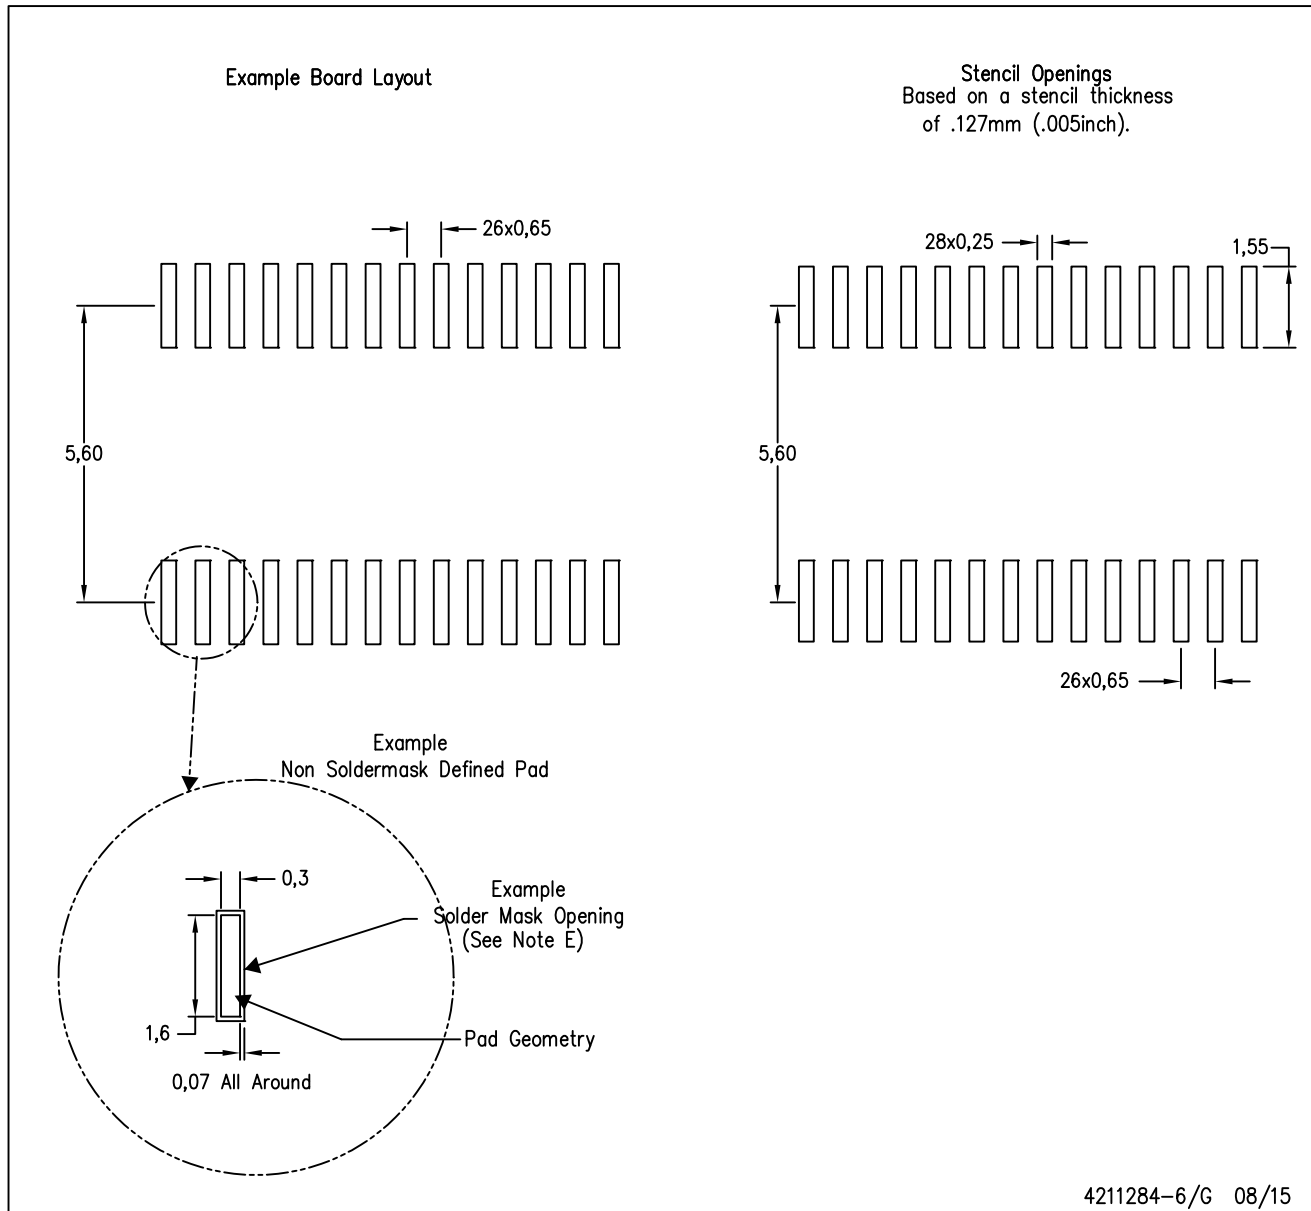 Example Board Layout
Stencil Openings
Based on a stencil thickness
of .127mm (.005inch).
26x0,65
28x0,25
1,55
5,60
5,60
26x0,65
Example
Non Soldermask Defined Pad
0,3
Example
Solder Mask Opening
(See Note E)
1,6
Pad Geometry
0,07 All Around
4211284-6/G 08/15